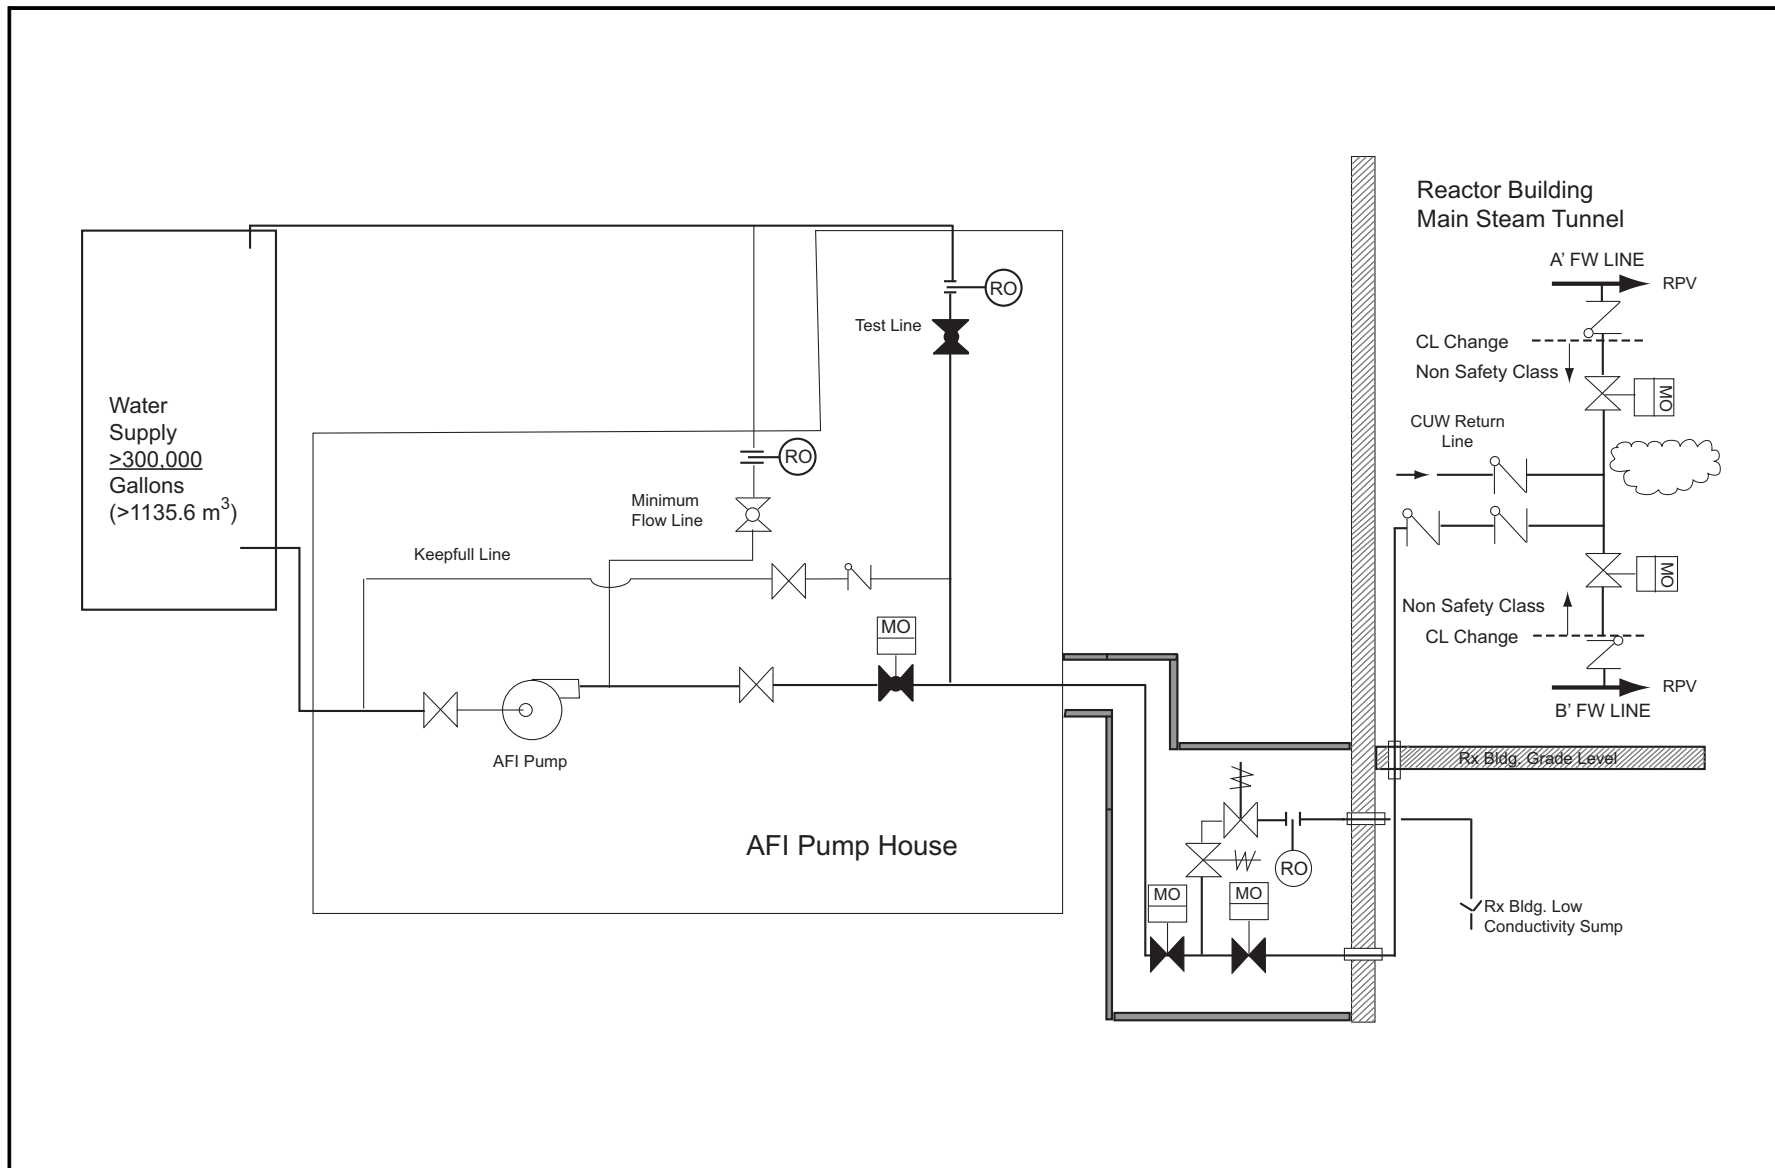 Reactor Building
Main Steam Tunnel
A' FW LINE
RPV
RO
Test Line
CL Change
Non Safety Class
MO
Water
Supply
>300,000
Gallons
(>1135.6 m³)
CUW Return
Line
RO
Minimum
Flow Line
Keepfull Line
MO
MO
Non Safety Class
CL Change
RPV
B' FW LINE
AFI Pump
Rx Bldg. Grade Level
AFI Pump House
RO
MO
MO
Rx Bldg. Low
Conductivity Sump